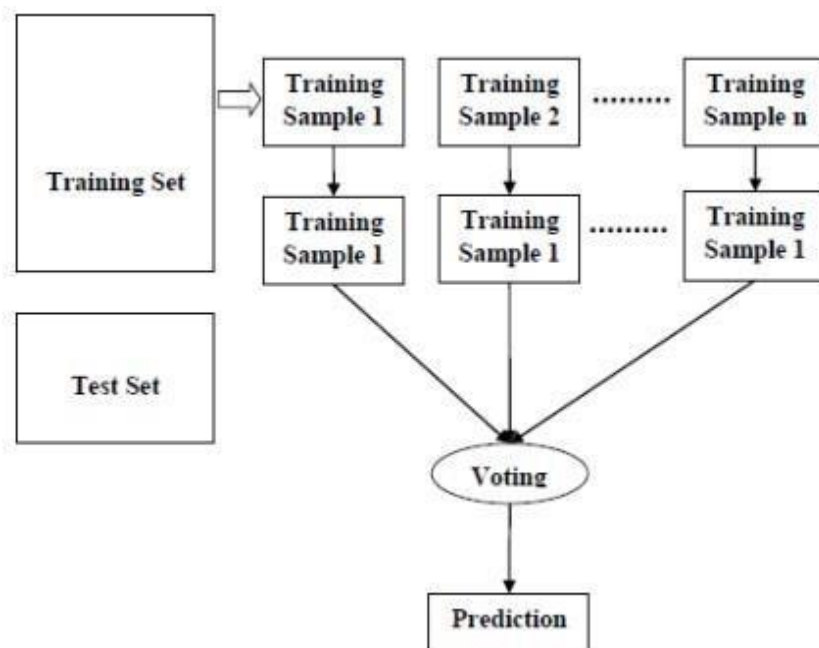 Training Set
Training
Sample 1
Training
Sample 2
Training
Sample n
Training
Sample 1
Training
Sample 1
Training
Sample 1
Test Set
Voting
Prediction